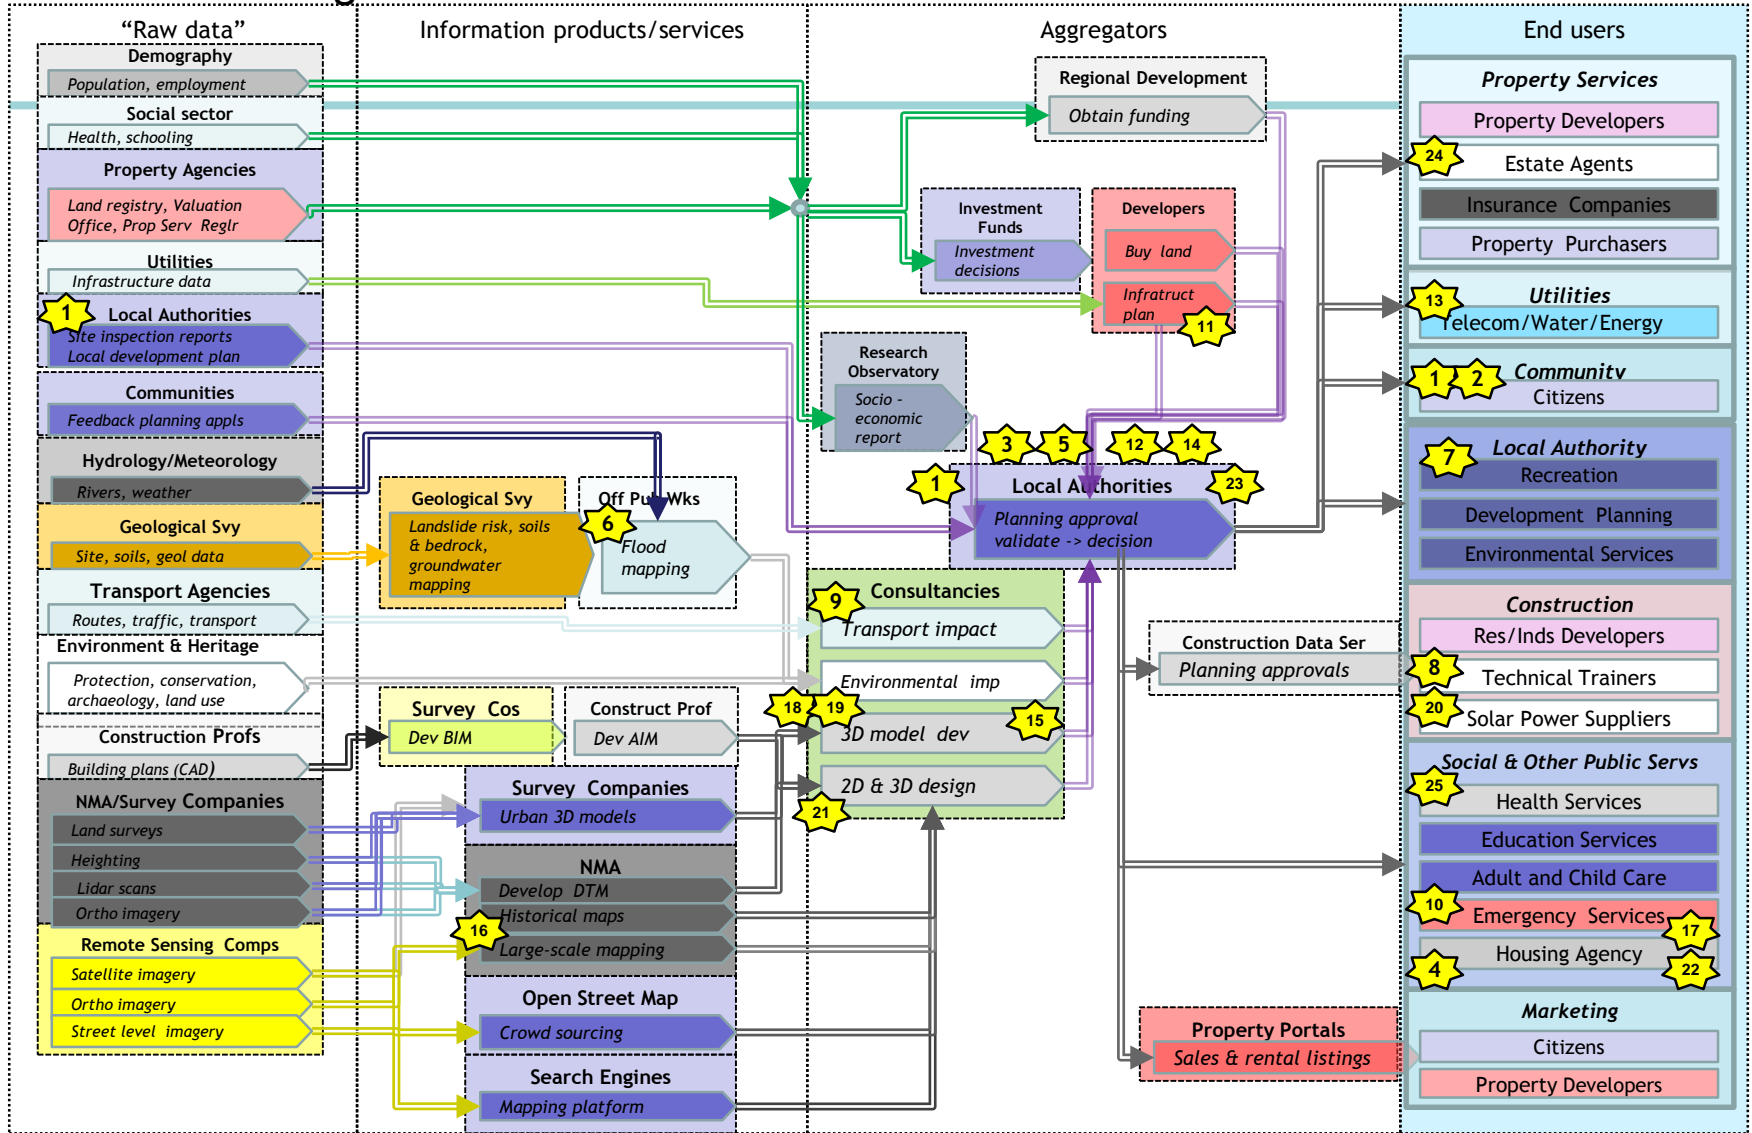 “Raw data”
Information products/services
Aggregators
End users
Demography
Population, employment
Social sector
Health, schooling
Property Agencies
Land registry, Valuation
Office, Prop Serv Reglr
Utilities
Infrastructure data
1
Local Authorities
Site inspection reports
Local development plan
Communities
Feedback planning appls
Hydrology/Meteorology
Rivers, weather
Geological Svy
Site, soils, geol data
Transport Agencies
Routes, traffic, transport
Environment & Heritage
Protection, conservation,
archaeology, land use
Construction Profs
Building plans (CAD)
NMA/Survey Companies
Land surveys
Heighting
Lidar scans
Ortho imagery
Remote Sensing Comps
Satellite imagery
Ortho imagery
Street level imagery
Geological Svy
Landslide risk, soils
& bedrock,
groundwater
mapping
Off Pub Wks
6
Flood
mapping
Survey Cos
Dev BIM
Construct Prof
Dev AIM
Survey Companies
Urban 3D models
NMA
Develop DTM
Historical maps
16
Large-scale mapping
Open Street Map
Crowd sourcing
Search Engines
Mapping platform
Regional Development
Obtain funding
Investment
Funds
Investment
decisions
Developers
Buy land
Infratruct
plan
11
Research
Observatory
Socio -
economic
report
3
5
12
14
1
23
Local Authorities
Planning approval
validate -> decision
Consultancies
9
Transport impact
Environmental imp
18
19
15
3D model dev
2D & 3D design
21
Construction Data Ser
Planning approvals
Property Portals
Sales & rental listings
Property Services
Property Developers
24
Estate Agents
Insurance Companies
Property Purchasers
Utilities
13
Telecom/Water/Energy
Community
1
2
Citizens
Local Authority
7
Recreation
Development Planning
Environmental Services
Construction
Res/Inds Developers
8
Technical Trainers
20
Solar Power Suppliers
Social & Other Public Servs
25
Health Services
Education Services
Adult and Child Care
10
Emergency Services
17
Housing Agency
4
22
Marketing
Citizens
Property Developers